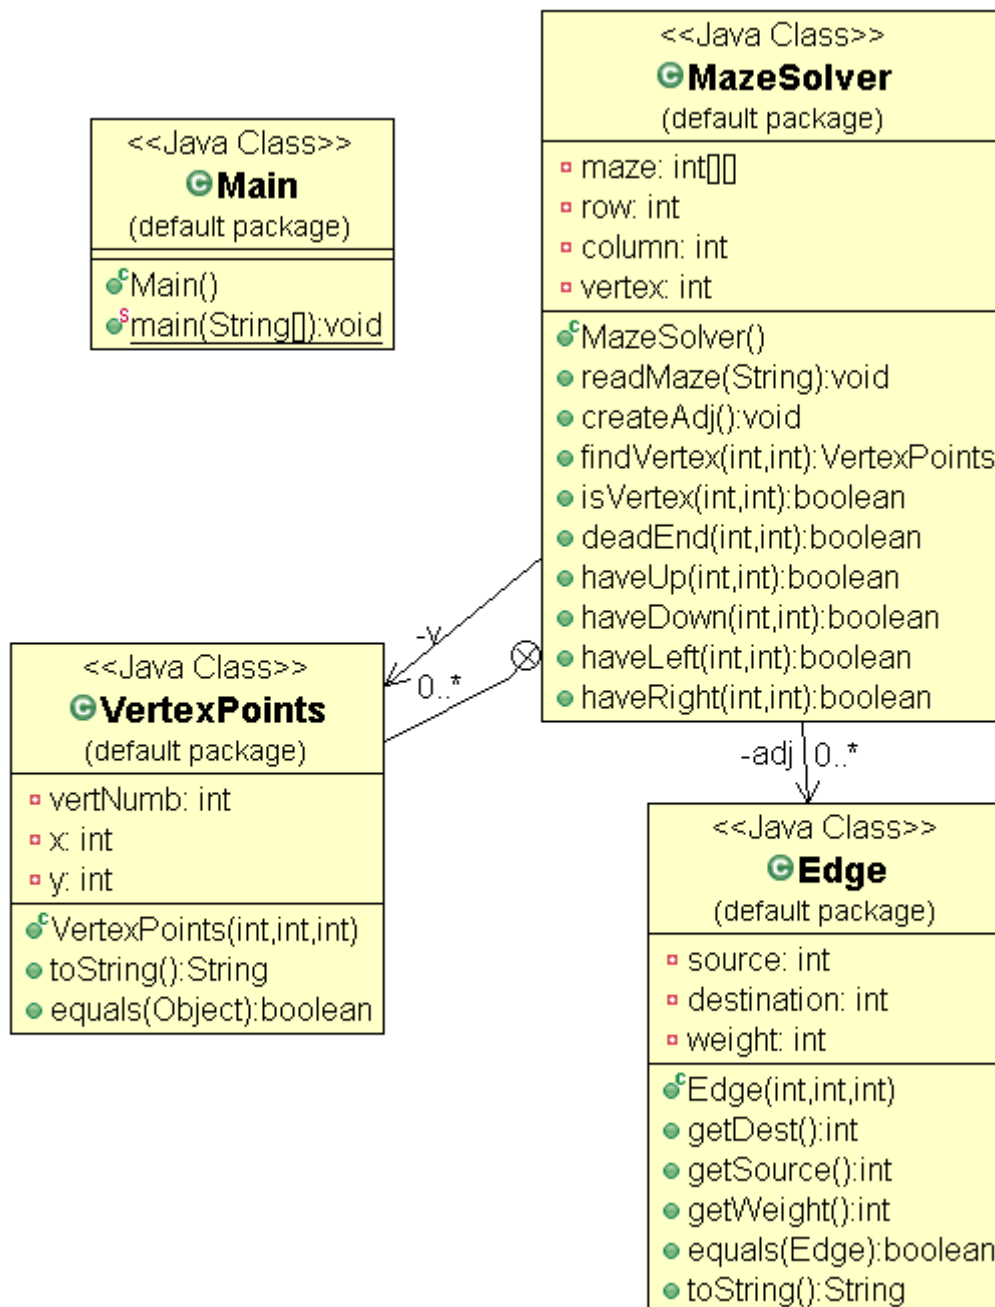 <<Java Class>>
Main
(default package)
Main()
main(String[]):void
<<Java Class>>
MazeSolver
(default package)
maze: int[][]
row: int
column: int
vertex: int
MazeSolver()
readMaze(String):void
createAdj():void
findVertex(int,int):VertexPoints
isVertex(int,int):boolean
deadEnd(int,int):boolean
haveUp(int,int):boolean
haveDown(int,int):boolean
haveLeft(int,int):boolean
haveRight(int,int):boolean
-v
0..*
<<Java Class>>
VertexPoints
(default package)
vertNumb: int
x: int
y: int
VertexPoints(int,int,int)
toString():String
equals(Object):boolean
-adj 0..*
<<Java Class>>
Edge
(default package)
source: int
destination: int
weight: int
Edge(int,int,int)
getDest():int
getSource():int
getWeight():int
equals(Edge):boolean
toString():String